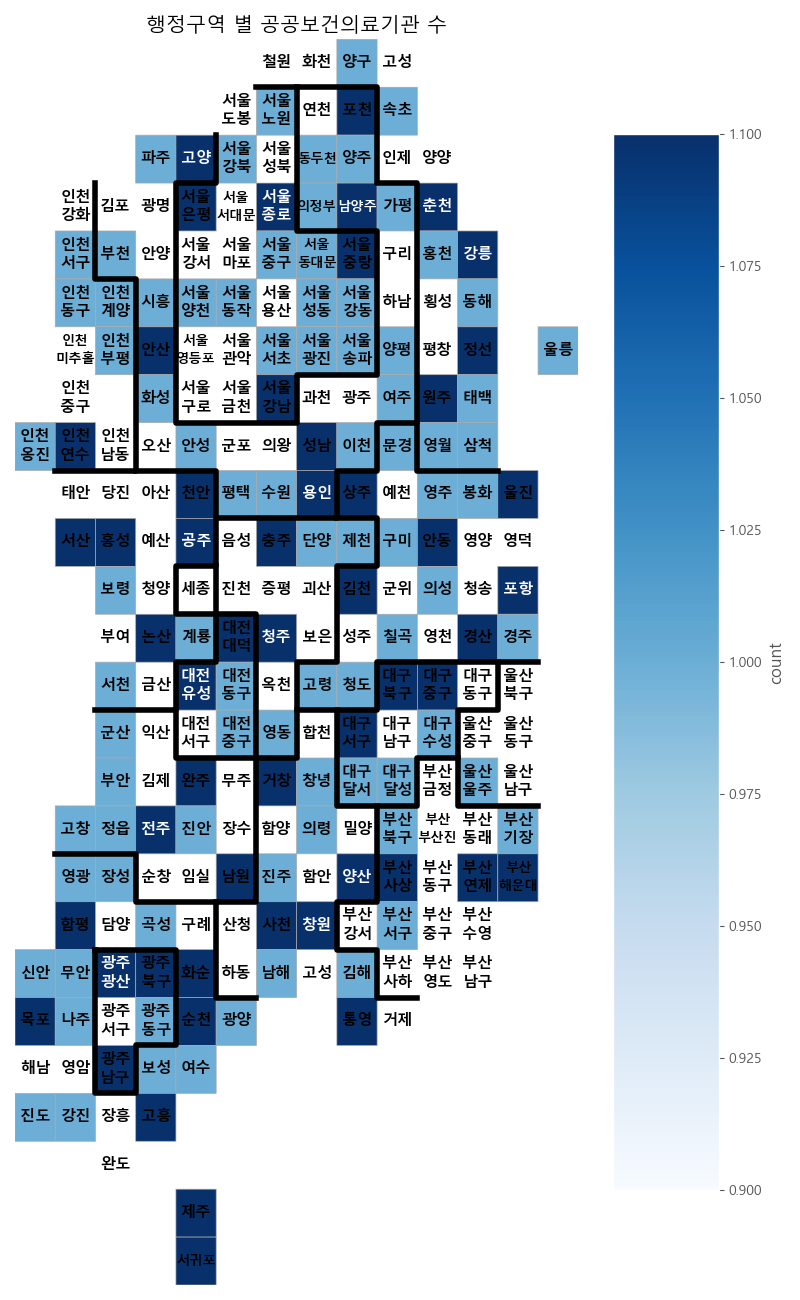 행정구역 별 공공보건의료기관 수
철원 화천 양구 고성
서울 서울 연천 포천 속초
도봉 노원
파주 고양 서울 서울 동두천 양주 인제 양양
강북 성북
인천 김포 광명 서울 서울 서울 의정부 남양주 가평 춘천
강화 은평 서대문 종로
인천 부천 안양 서울 서울 서울 서울 서울 구리 홍천 강릉
서구 강서 마포 중구 동대문 중랑
인천 인천 시흥 서울 서울 서울 서울 서울 하남 횡성 동해
동구 계양 양천 동작 용산 성동 강동
인천 인천 안산 서울 서울 서울 서울 서울 양평 평창 정선 울릉
미추홀 부평 영등포 관악 서초 광진 송파
인천 화성 서울 서울 서울 과천 광주 여주 원주 태백
중구 구로 금천 강남
인천 인천 인천 오산 안성 군포 의왕 성남 이천 문경 영월 삼척
옹진 연수 남동
태안 당진 아산 천안 평택 수원 용인 상주 예천 영주 봉화 울진
서산 홍성 예산 공주 음성 충주 단양 제천 구미 안동 영양 영덕
보령 청양 세종 진천 증평 괴산 김천 군위 의성 청송 포항
부여 논산 계룡 대전 청주 보은 성주 칠곡 영천 경산 경주
대덕
서천 금산 대전 대전 옥천 고령 청도 대구 대구 대구 울산
유성 동구 북구 중구 동구 북구
군산 익산 대전 대전 영동 합천 대구 대구 대구 울산 울산
서구 중구 서구 남구 수성 중구 동구
부안 김제 완주 무주 거창 창녕 대구 대구 부산 울산 울산
달서 달성 금정 울주 남구
고창 정읍 전주 진안 장수 함양 의령 밀양 부산 부산 부산 부산
북구 부산진 동래 기장
영광 장성 순창 임실 남원 진주 함안 양산 부산 부산 부산 부산
사상 동구 연제 해운대
함평 담양 곡성 구례 산청 사천 창원 부산 부산 부산 부산
강서 서구 중구 수영
신안 무안 광주 광주 화순 하동 남해 고성 김해 부산 부산 부산
광산 북구 사하 영도 남구
목포 나주 광주 광주 순천 광양 통영 거제
서구 동구
해남 영암 광주 보성 여수
남구
진도 강진 장흥 고흥
완도
제주
서귀포
1.100
1.075
1.050
1.025
1.000
0.975
0.950
0.925
0.900
count